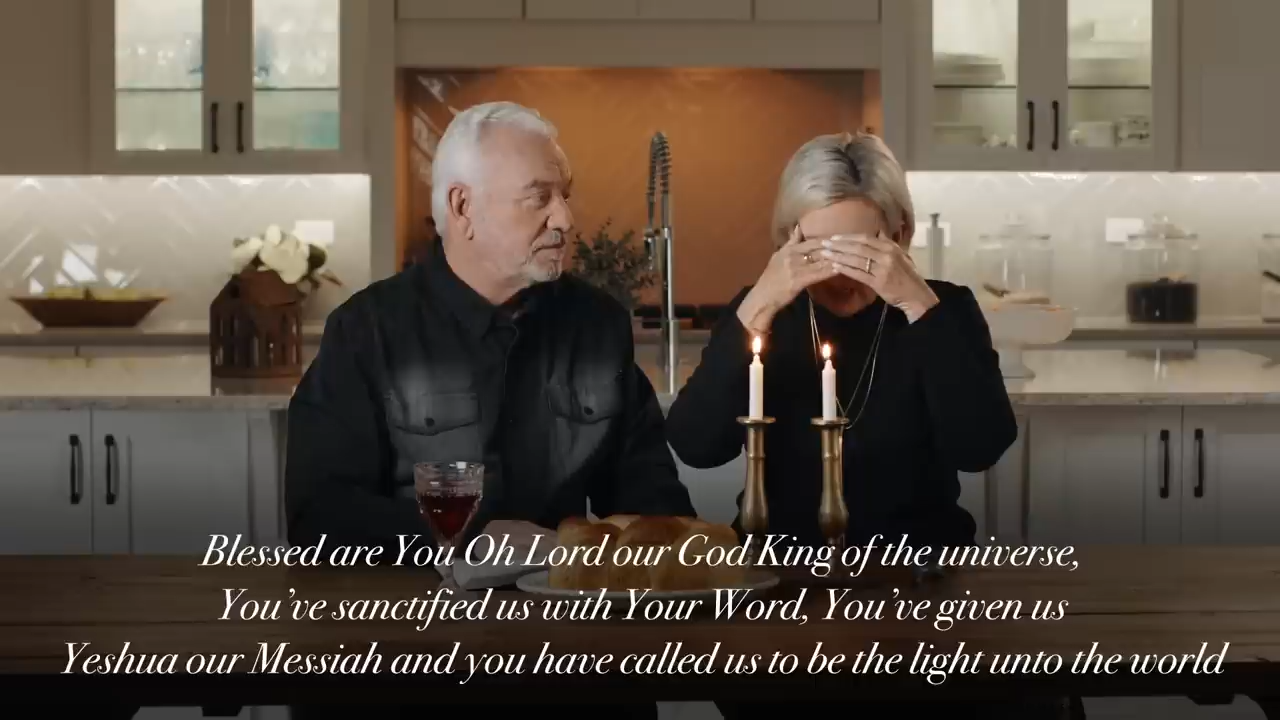 Blessed are You Oh Lord our God King of the universe,
You’ve sanctified us with Your Word, You’ve given us
Yeshua our Messiah and you have called us to be the light unto the world